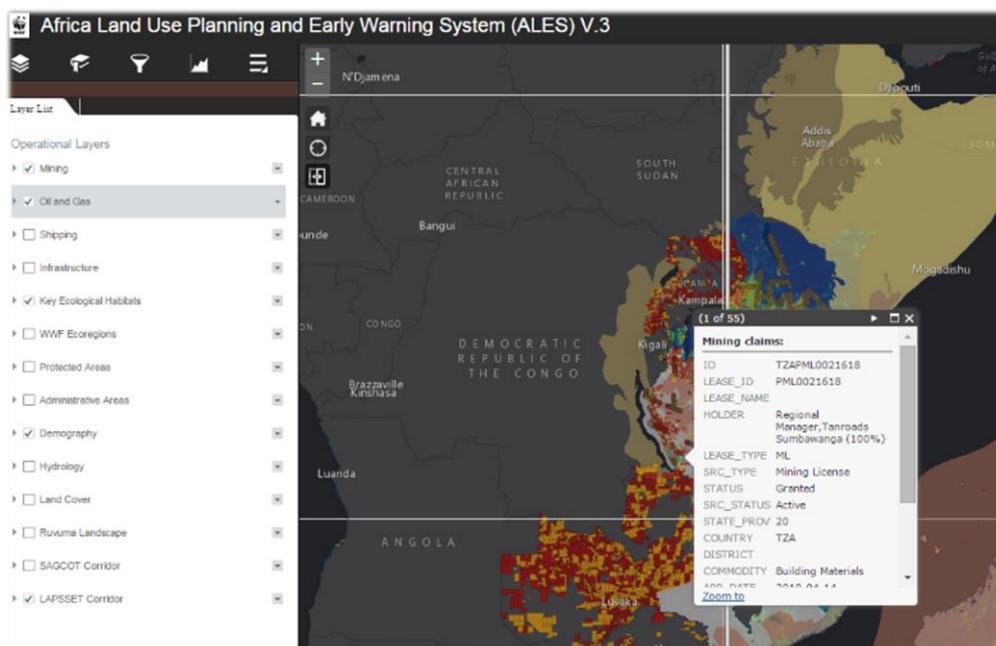 Africa Land Use Planning and Early Warning System (ALES) V.3
Layer List
Operational Layers
Mining
Oil and Gas
Shipping
Infrastructure
Key Ecological Habitats
WWF Ecoregions
Protected Areas
Administrative Areas
Demography
Hydrology
Land Cover
Ruvuma Landscape
SAGCOT Corridor
LAPSSET Corridor
N'Djamena
Djibouti
Addis
Ababa
ETHIOPIA
SOUTH
SUDAN
CENTRAL
AFRICAN
REPUBLIC
CAMEROON
Bangui
ounde
Mogadishu
Kampala
CONGO
DEMOCRATIC
REPUBLIC OF
THE CONGO
Kigali
Brazzaville
Kinshasa
Luanda
ANGOLA
Lusaka
(1 of 55)
Mining claims:
ID TZAPML0021618
LEASE_ID PML0021618
LEASE_NAME
HOLDER Regional
Manager,Tanroads
Sumbawanga (100%)
LEASE_TYPE ML
SRC_TYPE Mining License
STATUS Granted
SRC_STATUS Active
STATE_PROV 20
COUNTRY TZA
DISTRICT
COMMODITY Building Materials
Zoom to